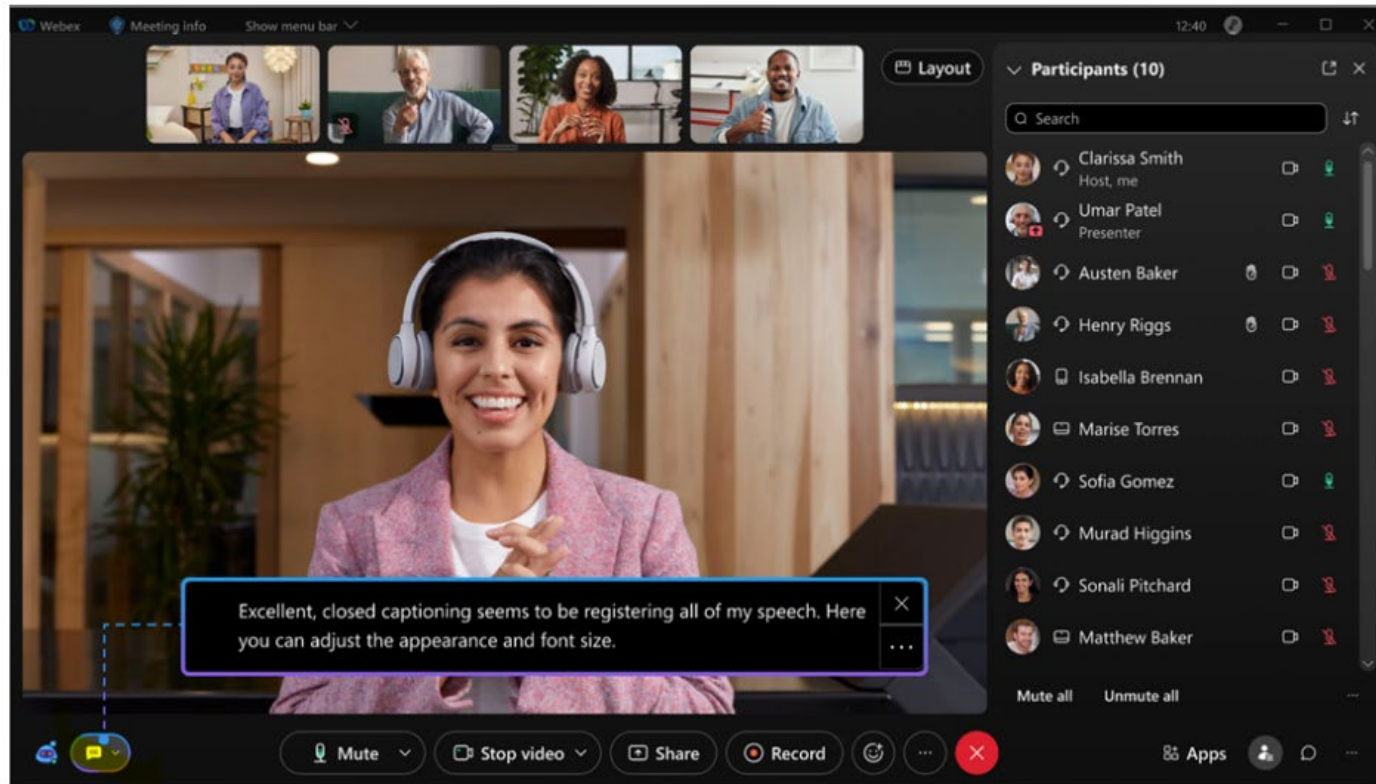 Webex
Meeting info
Show menu bar
12:40
Layout
Participants (10)
Search
Clarissa Smith
Host, me
Umar Patel
Presenter
Austen Baker
Henry Riggs
Isabella Brennan
Marise Torres
Sofia Gomez
Murad Higgins
Sonali Pitchard
Matthew Baker
Mute all
Unmute all
Excellent, closed captioning seems to be registering all of my speech. Here
you can adjust the appearance and font size.
Mute
Stop video
Share
Record
Apps